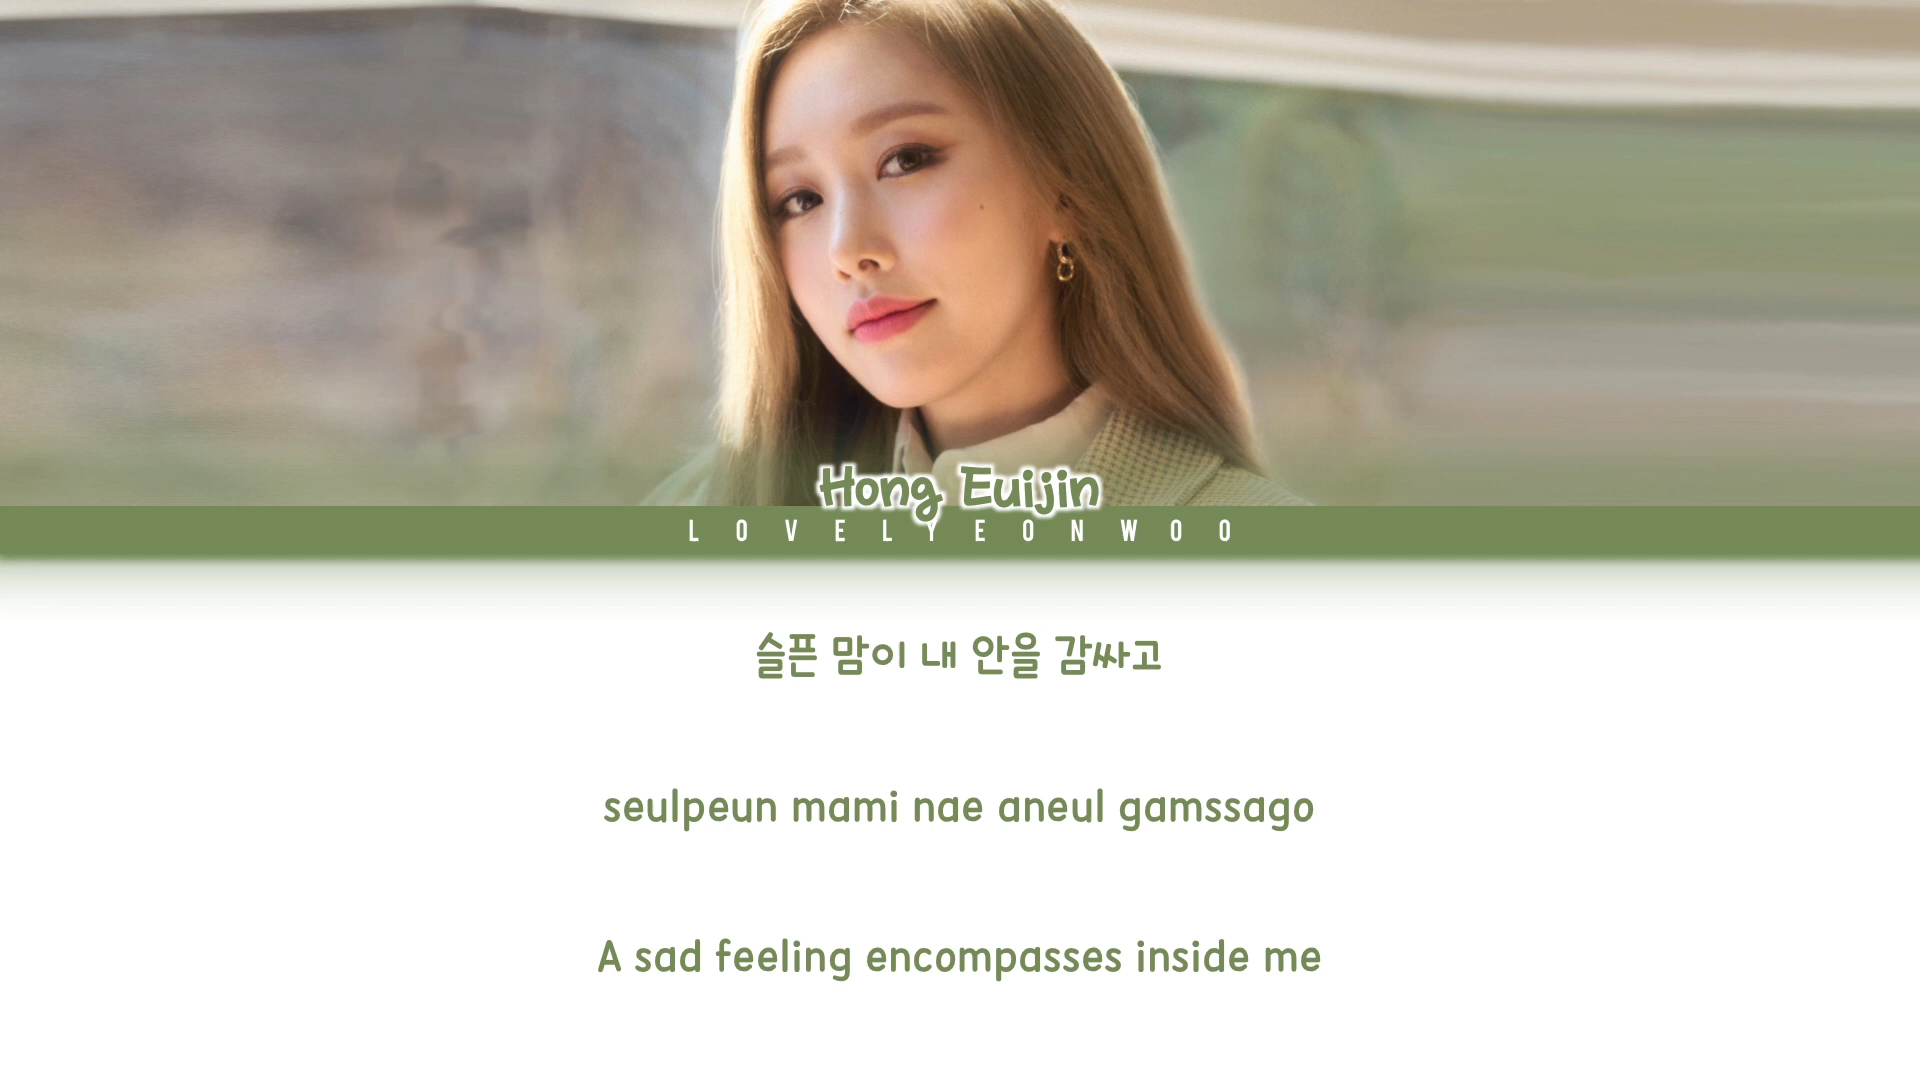 Hong Euijin
LOVELYEONWOO
슬픈 맘이 내 안을 감싸고
seulpeun mami nae aneul gamssago
A sad feeling encompasses inside me